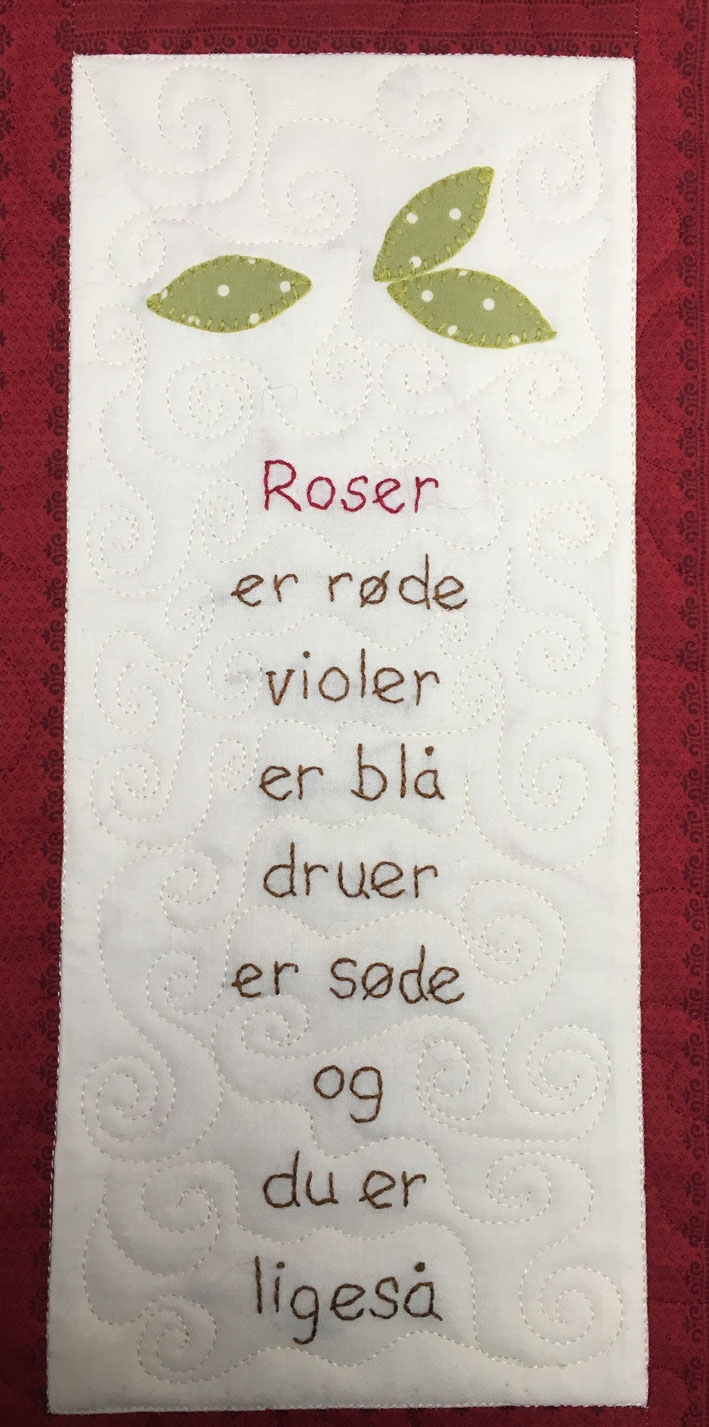 Roser
er røde
violer
er blå
druer
er søde
og
du er
ligeså